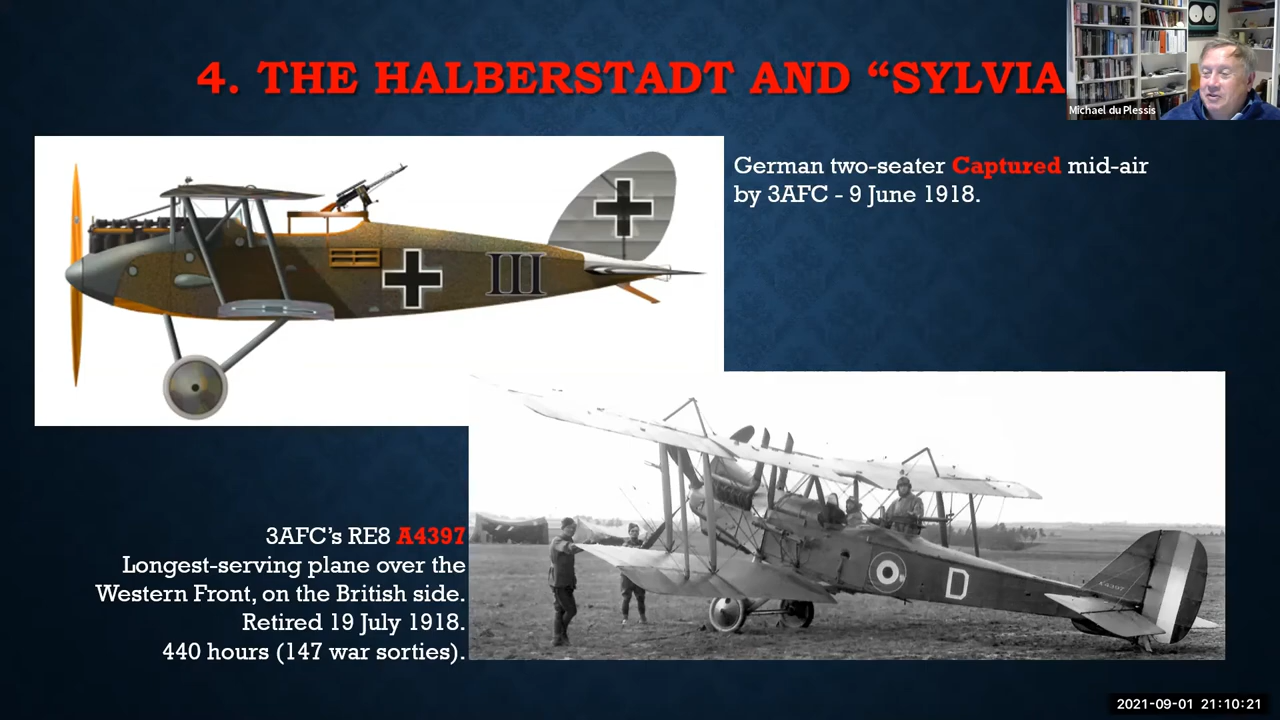 4. THE HALBERSTADT AND “SYLVIA
Michael du Plessis
German two-seater Captured mid-air
by 3AFC - 9 June 1918.
III
3AFC’s RE8 A4397
Longest-serving plane over the
Western Front, on the British side.
Retired 19 July 1918.
440 hours (147 war sorties).
D
A4397
2021-09-01 21:10:21